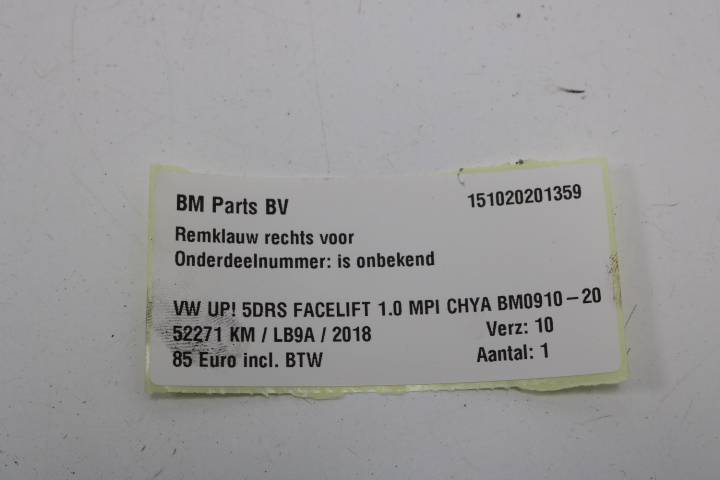 BM Parts BV 151020201359
Remklauw rechts voor
Onderdeelnummer: is onbekend
VW UP! 5DRS FACELIFT 1.0 MPI CHYA BM0910-20
52271 KM / LB9A / 2018 Verz: 10
85 Euro incl. BTW Aantal: 1